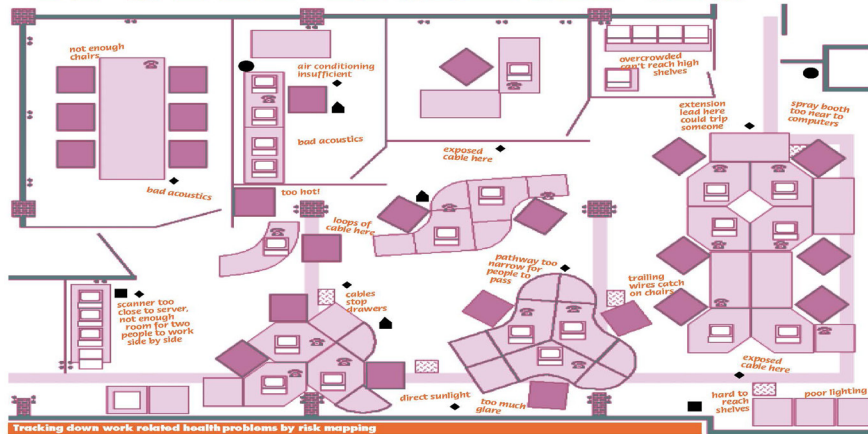 not enough
chairs
air conditioning
insufficient
overcrowded
can't reach high
shelves
extension
lead here
could trip
someone
spray booth
too near to
computers
bad acoustics
exposed
cable here
bad acoustics
too hot!
loops of
cable here
pathway too
narrow for
people to
pass
trailing
wires catch
on chairs
scanner too
close to server,
not enough
room for two
people to work
side by side
cables
stop
drawers
exposed
cable here
direct sunlight
too much
glare
hard to
reach
shelves
poor lighting
Tracking down work related health problems by risk mapping